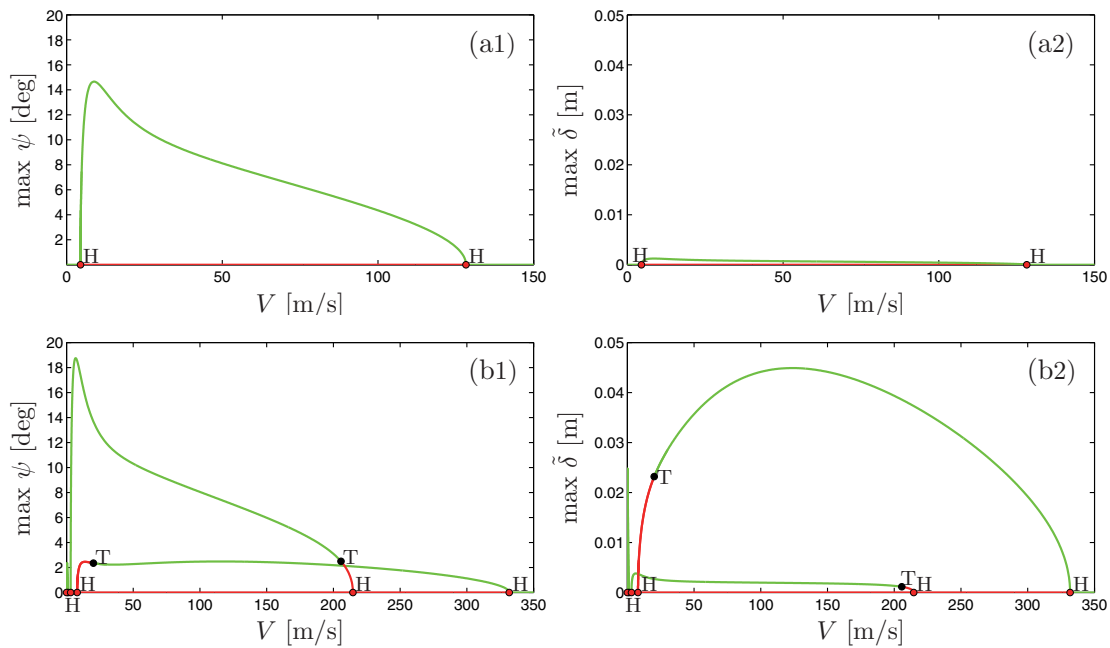 (a1)
max ψ [deg]
20
18
16
14
12
10
8
6
4
2
H
H
0
50
100
150
V [m/s]
(a2)
max δ̃ [m]
0.05
0.04
0.03
0.02
0.01
0
H
H
0
50
100
150
V [m/s]
(b1)
max ψ [deg]
20
18
16
14
12
10
8
6
4
2
0
T
T
H
H
H
H
0
50
100
150
200
250
300
350
V [m/s]
(b2)
max δ̃ [m]
0.05
0.04
0.03
0.02
0.01
0
T
T
H
H
H
H
0
50
100
150
200
250
300
350
V [m/s]